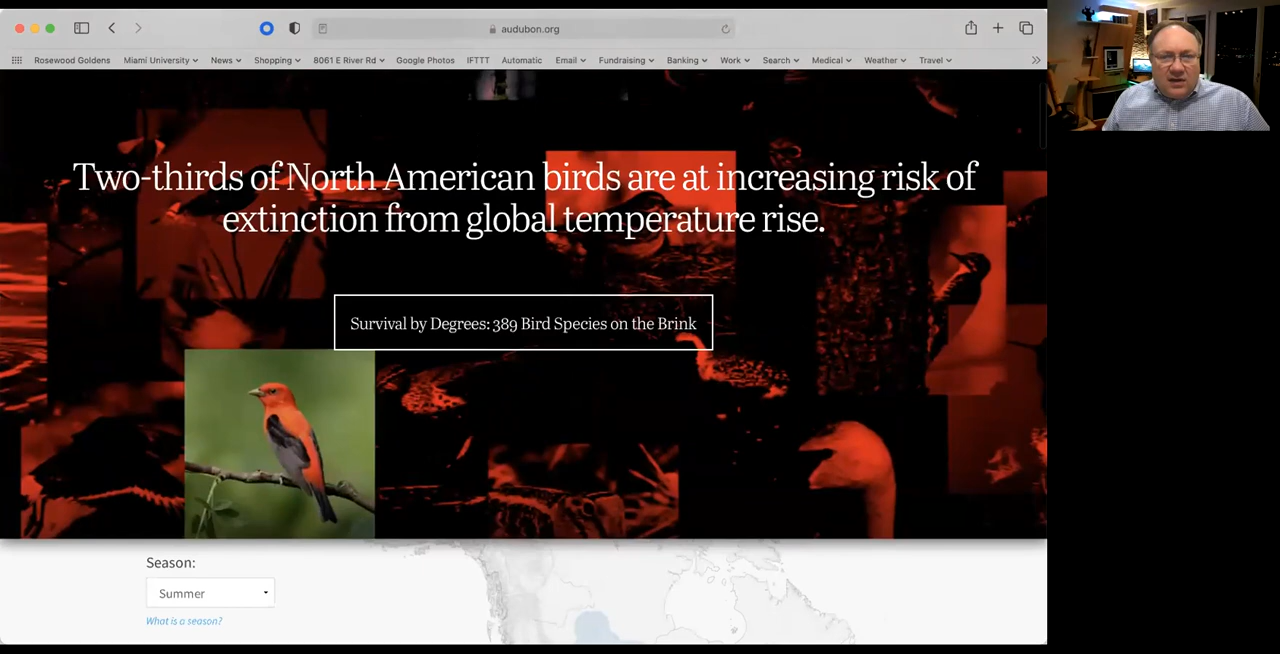 audubon.org
Rosewood Goldens Miami University News Shopping 8061 E River Rd Google Photos IFTTT Automatic Email Fundraising Banking Work Search Medical Weather Travel
Two-thirds of North American birds are at increasing risk of
extinction from global temperature rise.
Survival by Degrees: 389 Bird Species on the Brink
Season:
Summer
What is a season?